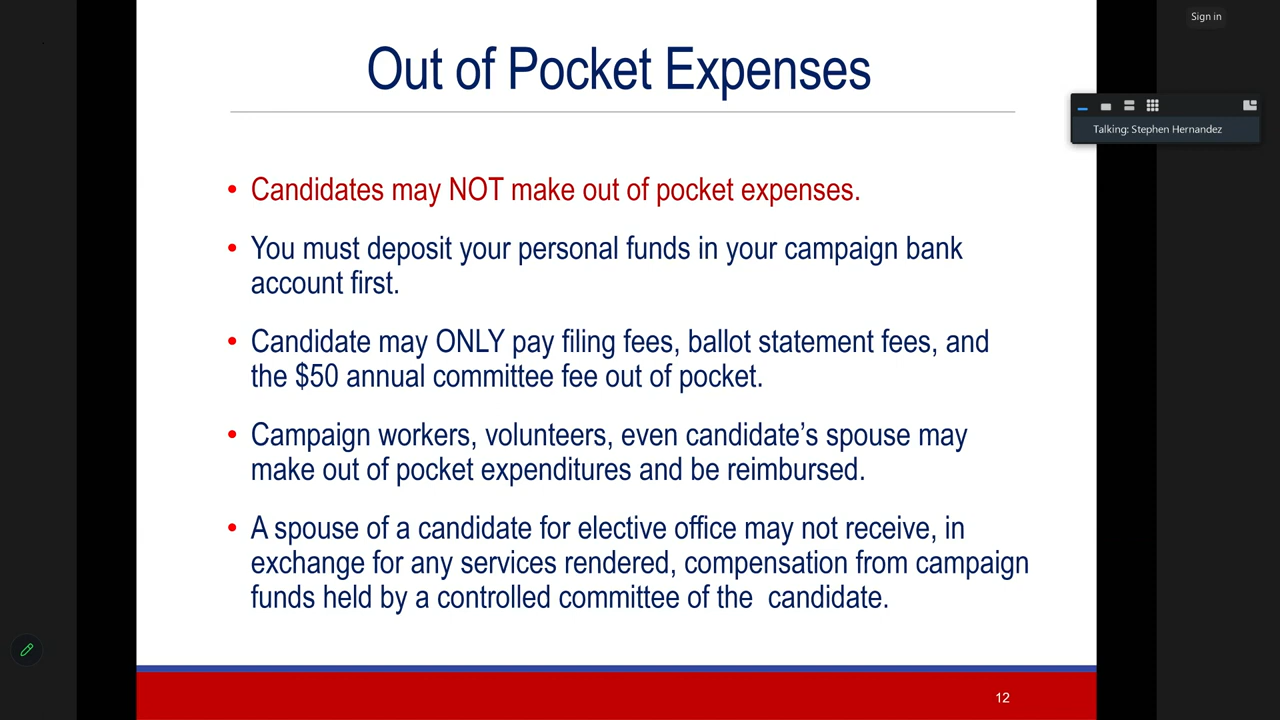 Sign in
Out of Pocket Expenses
Talking: Stephen Hernandez
• Candidates may NOT make out of pocket expenses.
• You must deposit your personal funds in your campaign bank
account first.
• Candidate may ONLY pay filing fees, ballot statement fees, and
the $50 annual committee fee out of pocket.
• Campaign workers, volunteers, even candidate’s spouse may
make out of pocket expenditures and be reimbursed.
• A spouse of a candidate for elective office may not receive, in
exchange for any services rendered, compensation from campaign
funds held by a controlled committee of the  candidate.
12